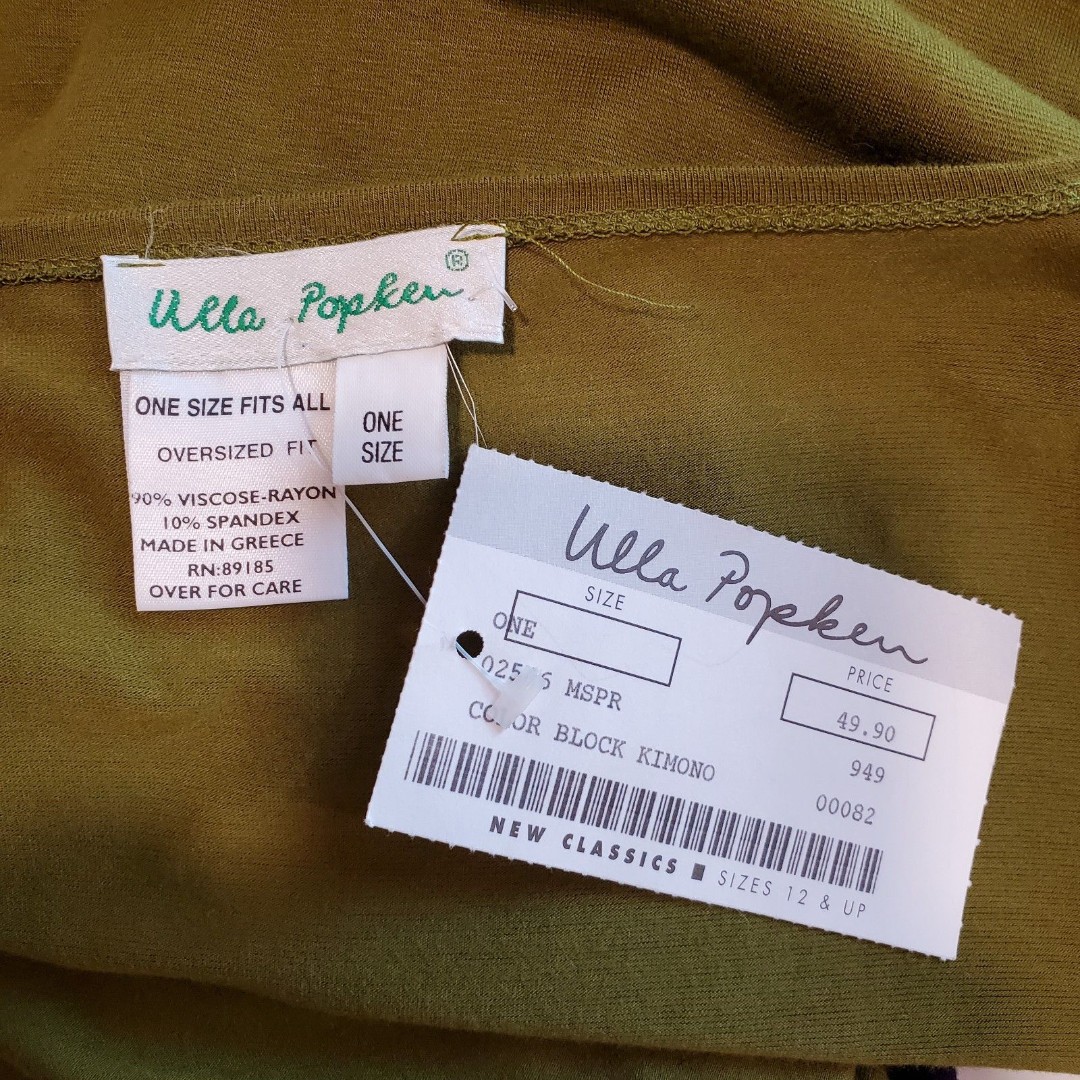 Ulla Popken®
ONE SIZE FITS ALL
OVERSIZED FIT
90% VISCOSE-RAYON
10% SPANDEX
MADE IN GREECE
RN:89185
OVER FOR CARE
ONE
SIZE
Ulla Popken
SIZE
ONE
PRICE
49.90
MSPR
949
COLOR BLOCK KIMONO
00082
NEW CLASSICS ■ SIZES 12 & UP